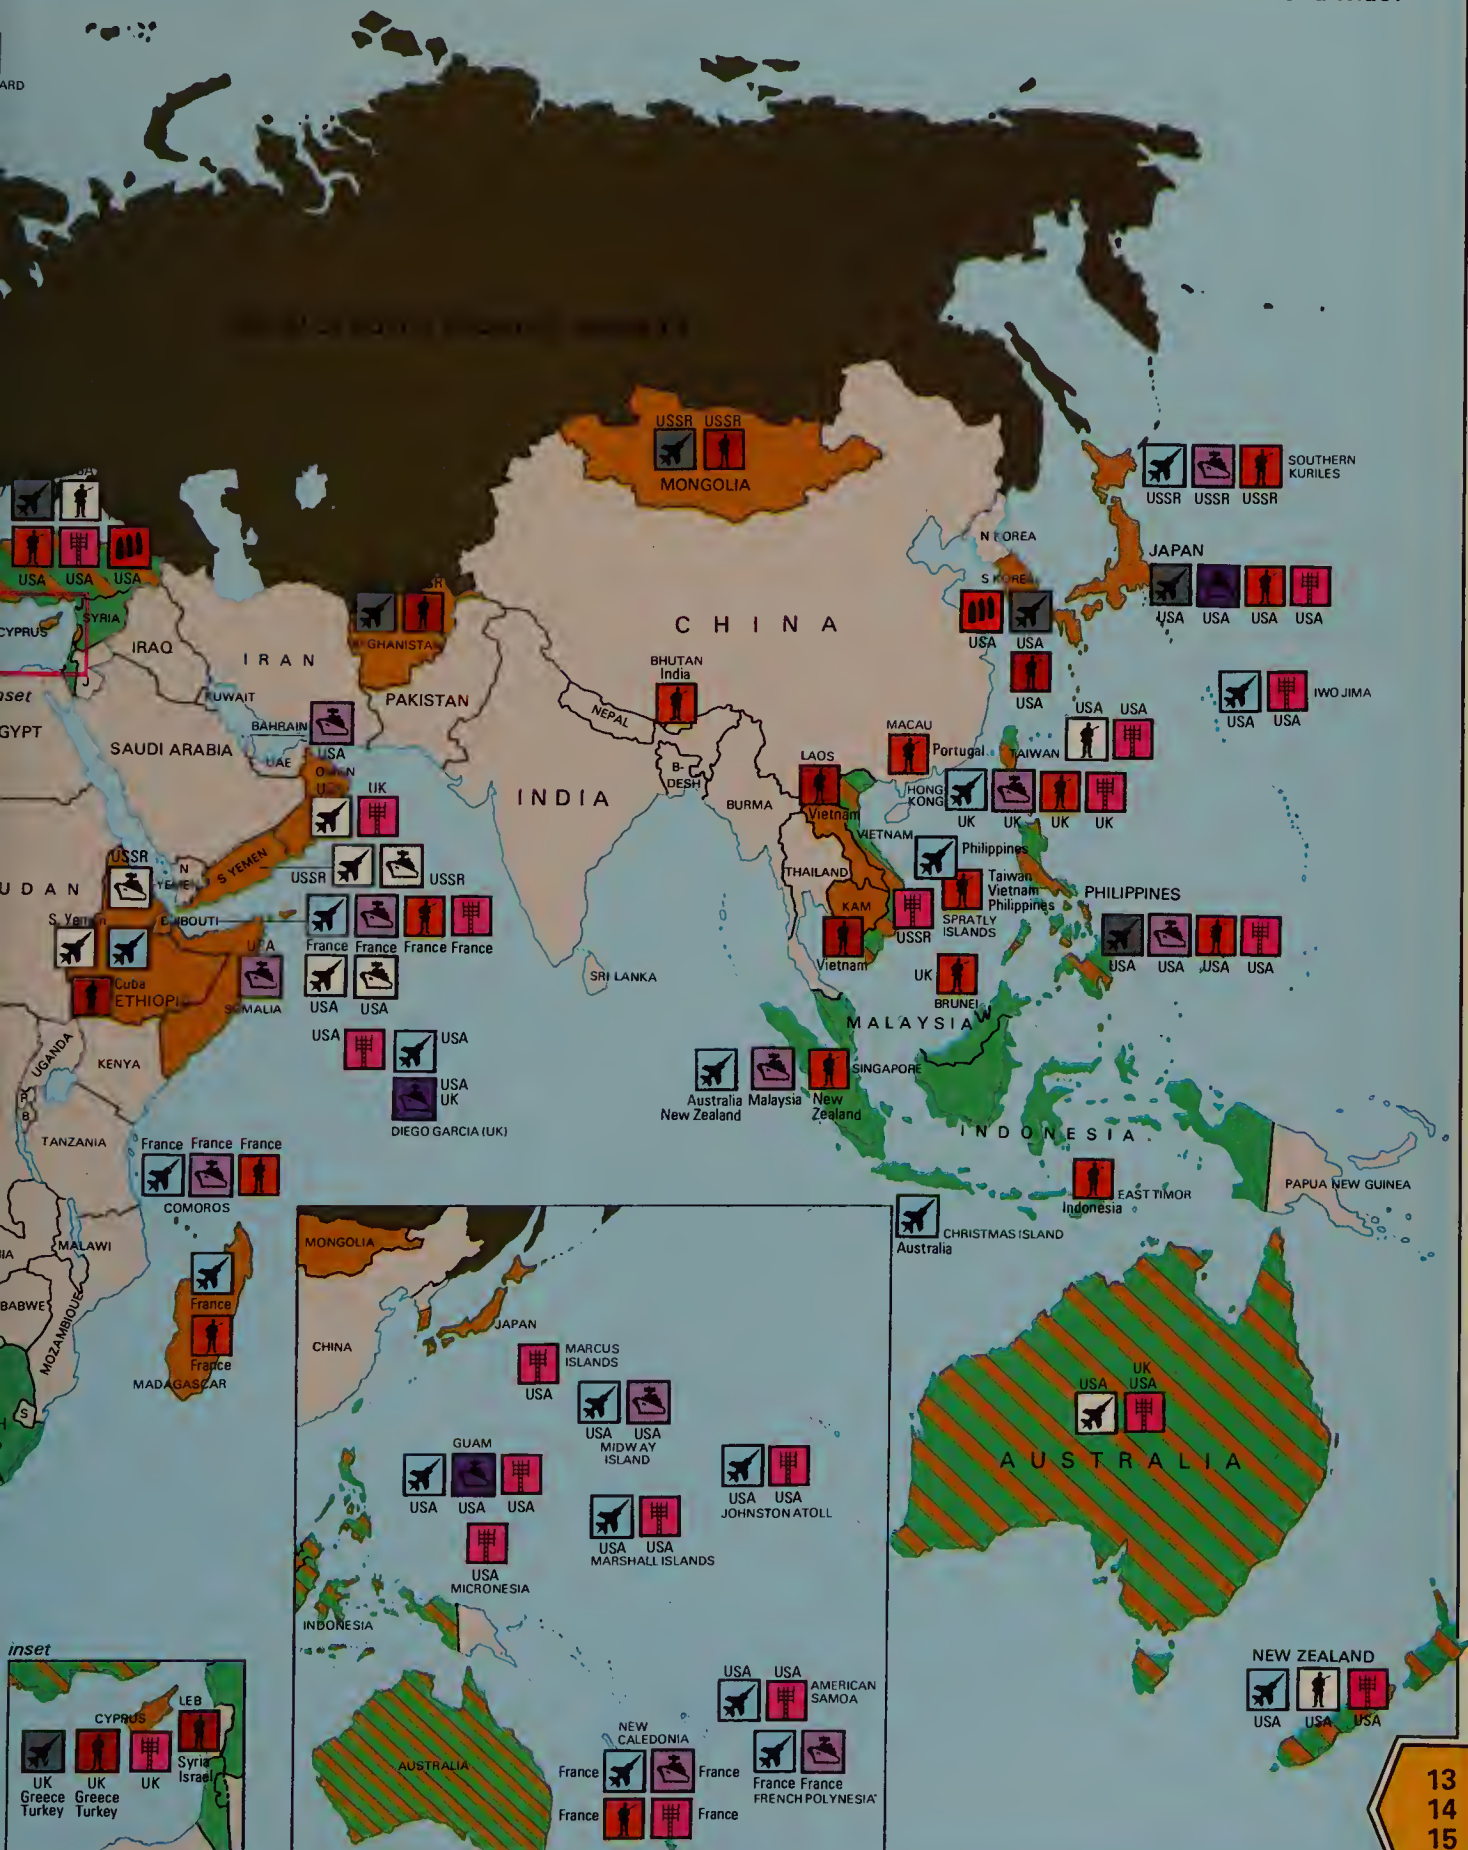 ARD
USSR USSR
MONGOLIA
SOUTHERN
KURILES
USSR USSR USSR
N KOREA
JAPAN
S KOREA
USA USA USA USA
USA USA
USA
USA USA USA
CYPRUS
SYRIA
IRAQ
IRAN
AFGHANISTAN
CHINA
BHUTAN
India
PAKISTAN
NEPAL
KUWAIT
IWO JIMA
USA USA
inset
GYPT
BAHRAIN
USA
SAUDI ARABIA
UAE
OMAN
UK
MACAU
Portugal
USA USA
TAIWAN
LAOS
Vietnam
B-
DESH
INDIA
BURMA
HONG
KONG
UK UK UK UK
VIETNAM
Philippines
USSR
N
YEMEN
S YEMEN
USSR
USSR
THAILAND
Taiwan
Vietnam
Philippines
SPRATLY
ISLANDS
PHILIPPINES
UDAN
S. Yemen
DJIBOUTI
France France France France
KAM
USSR
Vietnam
USA USA USA USA
USA
SOMALIA
Cuba
ETHIOPIA
USA USA
SRI LANKA
UK
BRUNEI
MALAYSIA
UGANDA
KENYA
USA
USA
USA
UK
DIEGO GARCIA (UK)
R
B
TANZANIA
SINGAPORE
Australia
New Zealand
Malaysia
New
Zealand
INDONESIA
France France France
COMOROS
Indonesia
EAST TIMOR
PAPUA NEW GUINEA
CHRISTMAS ISLAND
Australia
IA
MALAWI
BABWE
MOZAMBIQUE
France
France
MADAGASCAR
S
H
MONGOLIA
CHINA
JAPAN
MARCUS
ISLANDS
USA
USA USA
MIDWAY
ISLAND
GUAM
USA USA USA
USA USA
JOHNSTON ATOLL
USA USA
MARSHALL ISLANDS
USA
MICRONESIA
INDONESIA
USA
UK
USA
AUSTRALIA
inset
LEB
CYPRUS
Syria
Israel
UK
Greece
Turkey
UK
Greece
Turkey
UK
USA USA
AMERICAN
SAMOA
NEW
CALEDONIA
France
France
France
France
France France
FRENCH POLYNESIA
AUSTRALIA
NEW ZEALAND
USA USA USA
13
14
15